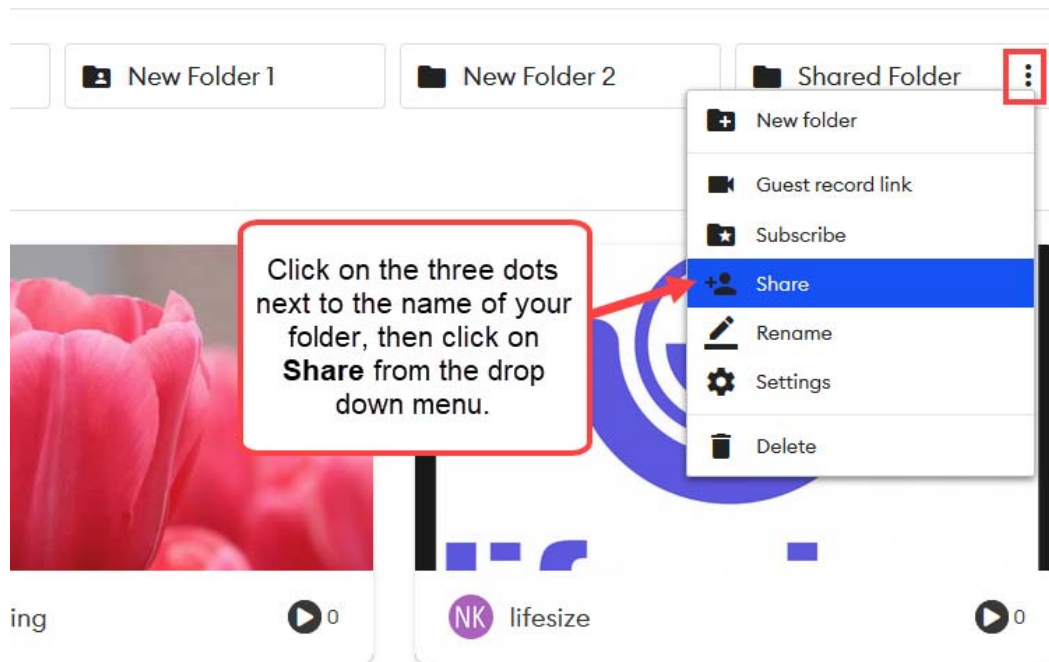 New Folder 1
New Folder 2
Shared Folder
New folder
Guest record link
Subscribe
Share
Rename
Settings
Delete
Click on the three dots
next to the name of your
folder, then click on
Share from the drop
down menu.
ing
0
NK
lifesize
0